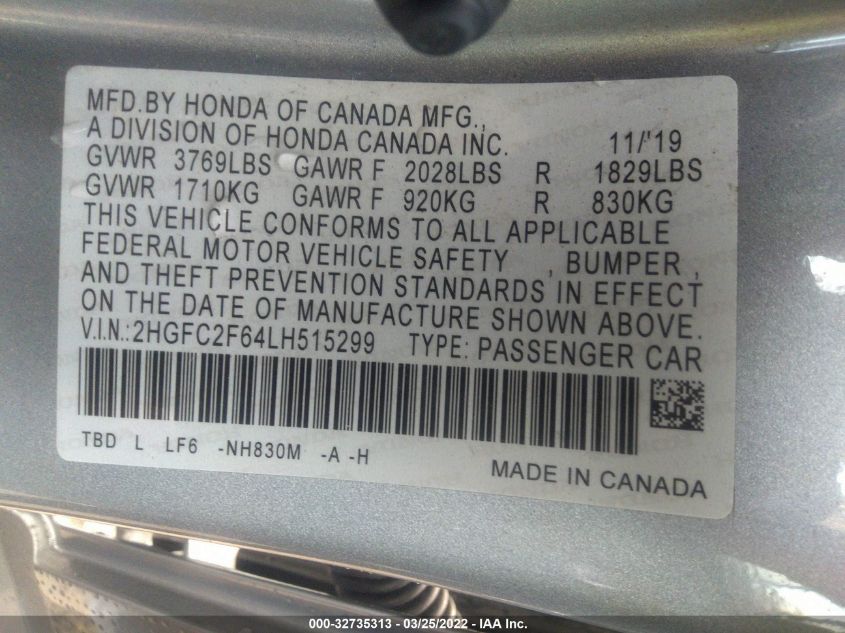 MFD.BY HONDA OF CANADA MFG.,
A DIVISION OF HONDA CANADA INC. 11/'19
GVWR 3769LBS GAWR F 2028LBS R 1829LBS
GVWR 1710KG GAWR F 920KG R 830KG
THIS VEHICLE CONFORMS TO ALL APPLICABLE
FEDERAL MOTOR VEHICLE SAFETY , BUMPER ,
AND THEFT PREVENTION STANDARDS IN EFFECT
ON THE DATE OF MANUFACTURE SHOWN ABOVE.
V.I.N.:2HGFC2F64LH515299 TYPE: PASSENGER CAR
TBD L LF6 -NH830M -A -H
MADE IN CANADA
000-32735313 — 03/25/2022 — IAA Inc.